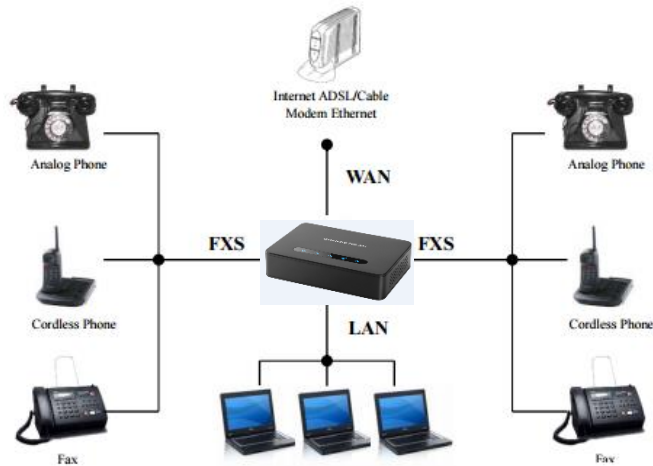 Internet ADSL/Cable
Modem Ethernet
Analog Phone
Analog Phone
WAN
FXS
FXS
LAN
Cordless Phone
Cordless Phone
Fax
Fax